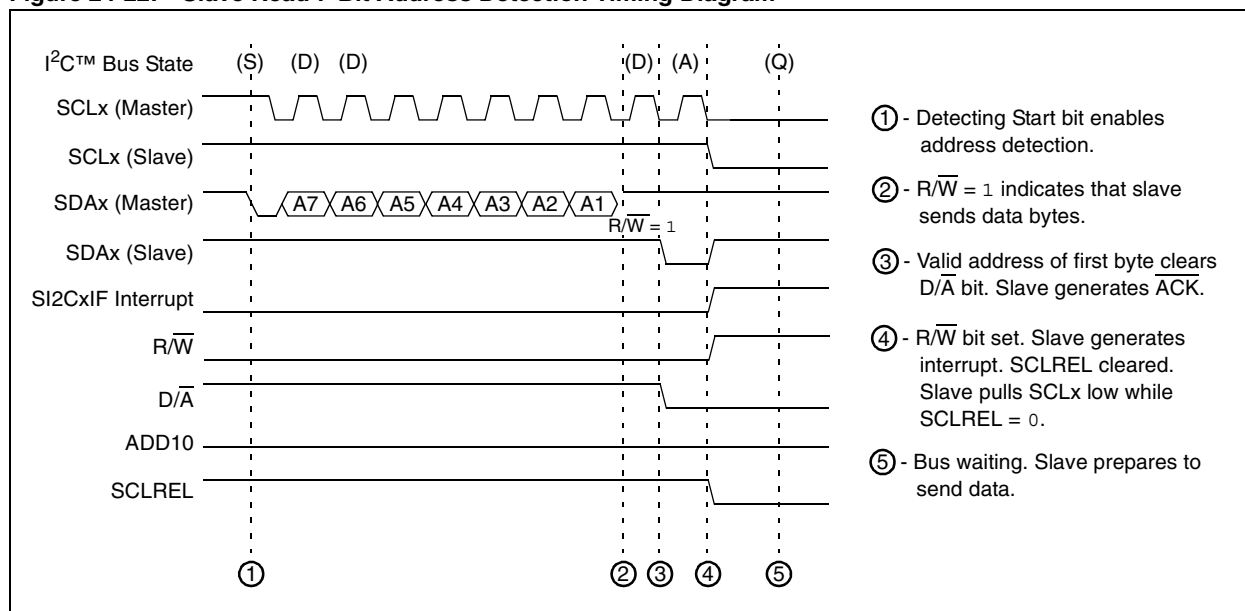 I²C™ Bus State (S) (D) (D) (D) (A) (Q)
SCLx (Master)
SCLx (Slave)
SDAx (Master) A7 A6 A5 A4 A3 A2 A1
R/W̅ = 1
SDAx (Slave)
SI2CxIF Interrupt
R/W̅
D/A̅
ADD10
SCLREL
1 2 3 4 5
1 - Detecting Start bit enables
address detection.
2 - R/W̅ = 1 indicates that slave
sends data bytes.
3 - Valid address of first byte clears
D/A̅ bit. Slave generates A̅C̅K̅.
4 - R/W̅ bit set. Slave generates
interrupt. SCLREL cleared.
Slave pulls SCLx low while
SCLREL = 0.
5 - Bus waiting. Slave prepares to
send data.